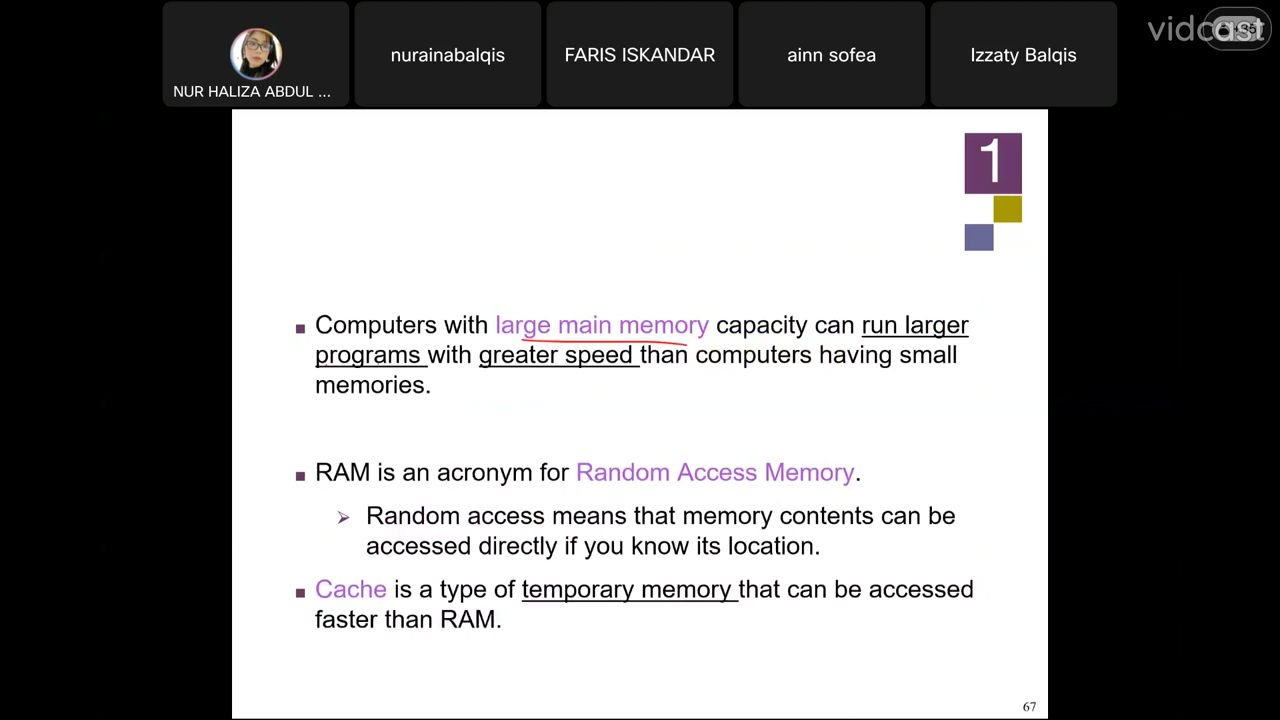 NUR HALIZA ABDUL ...
nurainabalqis
FARIS ISKANDAR
ainn sofea
Izzaty Balqis
vidcast
1
Computers with large main memory capacity can run larger
programs with greater speed than computers having small
memories.
RAM is an acronym for Random Access Memory.
Random access means that memory contents can be
accessed directly if you know its location.
Cache is a type of temporary memory that can be accessed
faster than RAM.
67